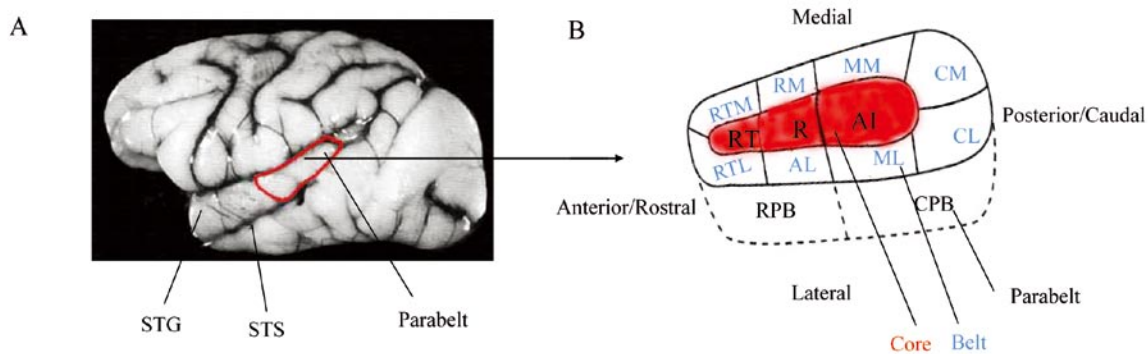 A
STG
STS
Parabelt
B
Medial
MM
CM
RM
RTM
RT
R
AI
Posterior/Caudal
CL
RTL
AL
ML
Anterior/Rostral
RPB
CPB
Lateral
Parabelt
Core
Belt